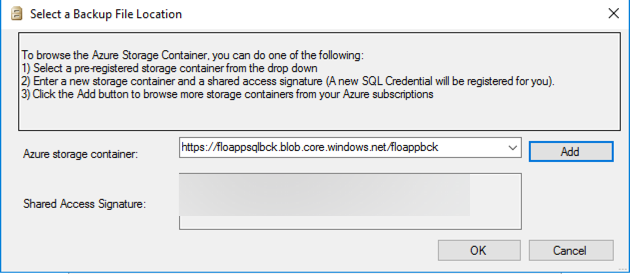 Select a Backup File Location
To browse the Azure Storage Container, you can do one of the following:
1) Select a pre-registered storage container from the drop down
2) Enter a new storage container and a shared access signature (A new SQL Credential will be registered for you).
3) Click the Add button to browse more storage containers from your Azure subscriptions
Azure storage container:
https://floappsqlbck.blob.core.windows.net/floappbck
Add
Shared Access Signature:
OK
Cancel